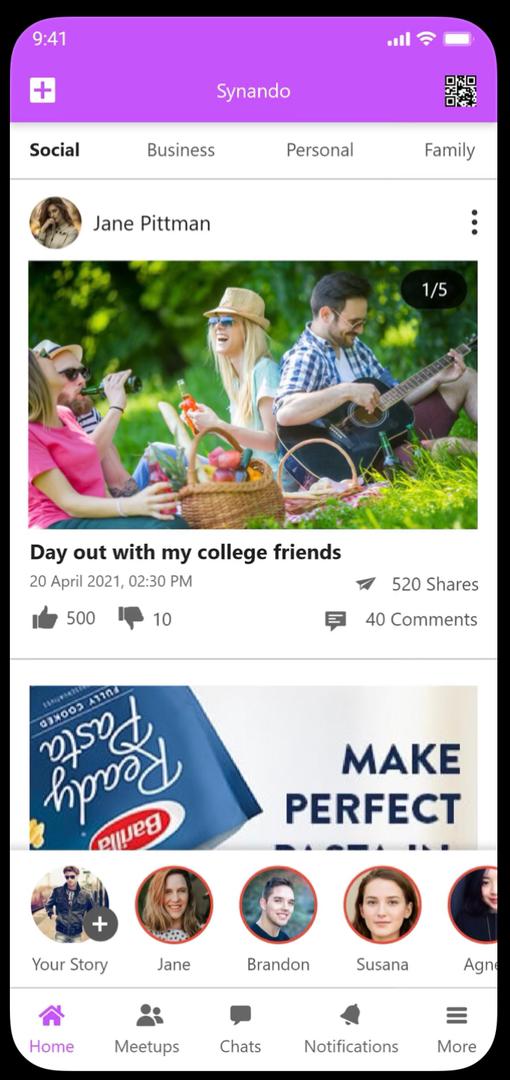 9:41
Synando
Social Business Personal Family
Jane Pittman
1/5
Day out with my college friends
20 April 2021, 02:30 PM
520 Shares
500 10
40 Comments
FULLY COOKED
Ready
Pasta
Barilla
MAKE
PERFECT
PASTA IN
Your Story Jane Brandon Susana Agne
Home Meetups Chats Notifications More